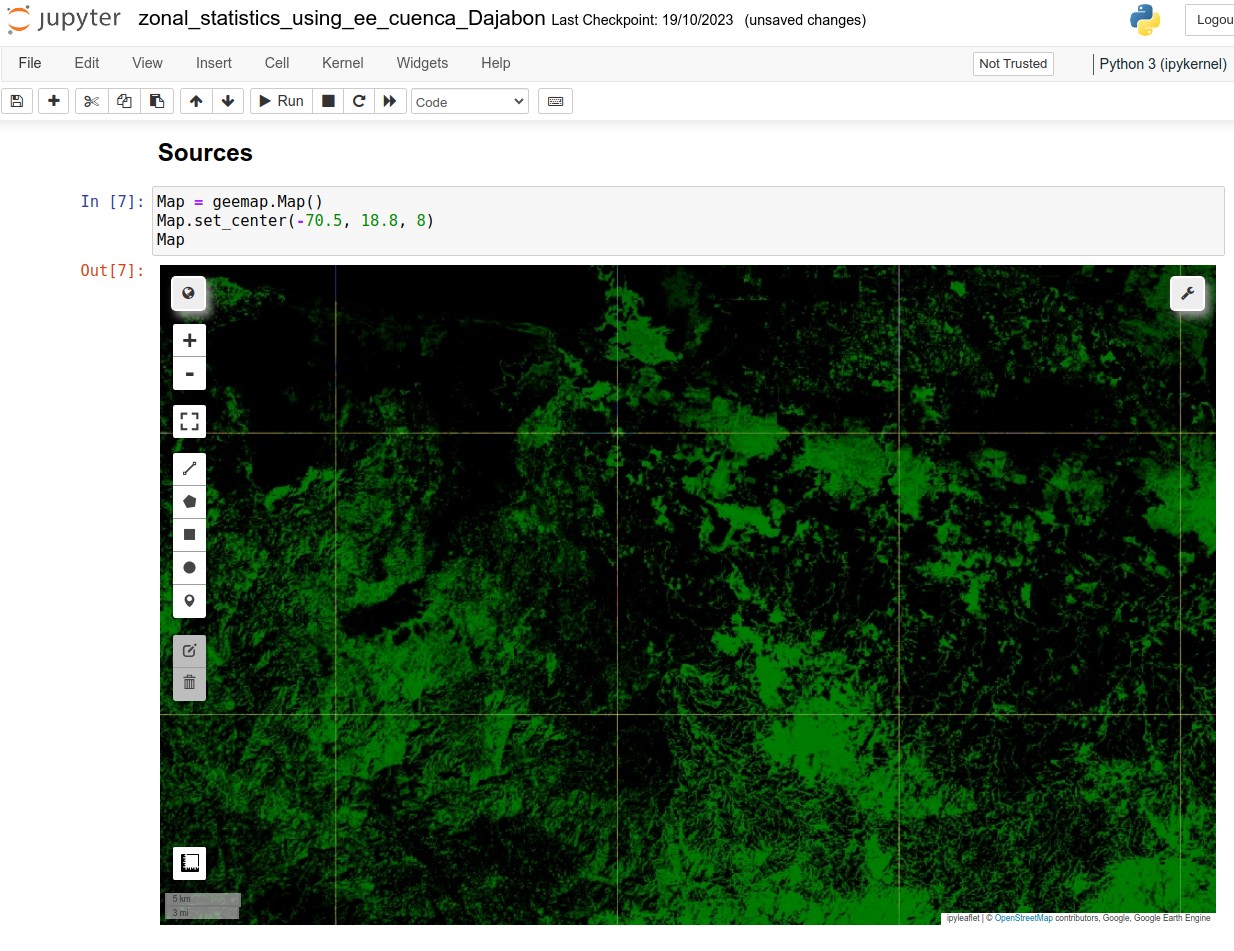 jupyter zonal_statistics_using_ee_cuenca_Dajabon Last Checkpoint: 19/10/2023 (unsaved changes) Logou
File Edit View Insert Cell Kernel Widgets Help Not Trusted Python 3 (ipykernel)
Run Code
Sources
In [7]: Map = geemap.Map()
Map.set_center(-70.5, 18.8, 8)
Map
Out[7]:
+
-
5 km
3 mi
ipyleaflet | © OpenStreetMap contributors, Google, Google Earth Engine